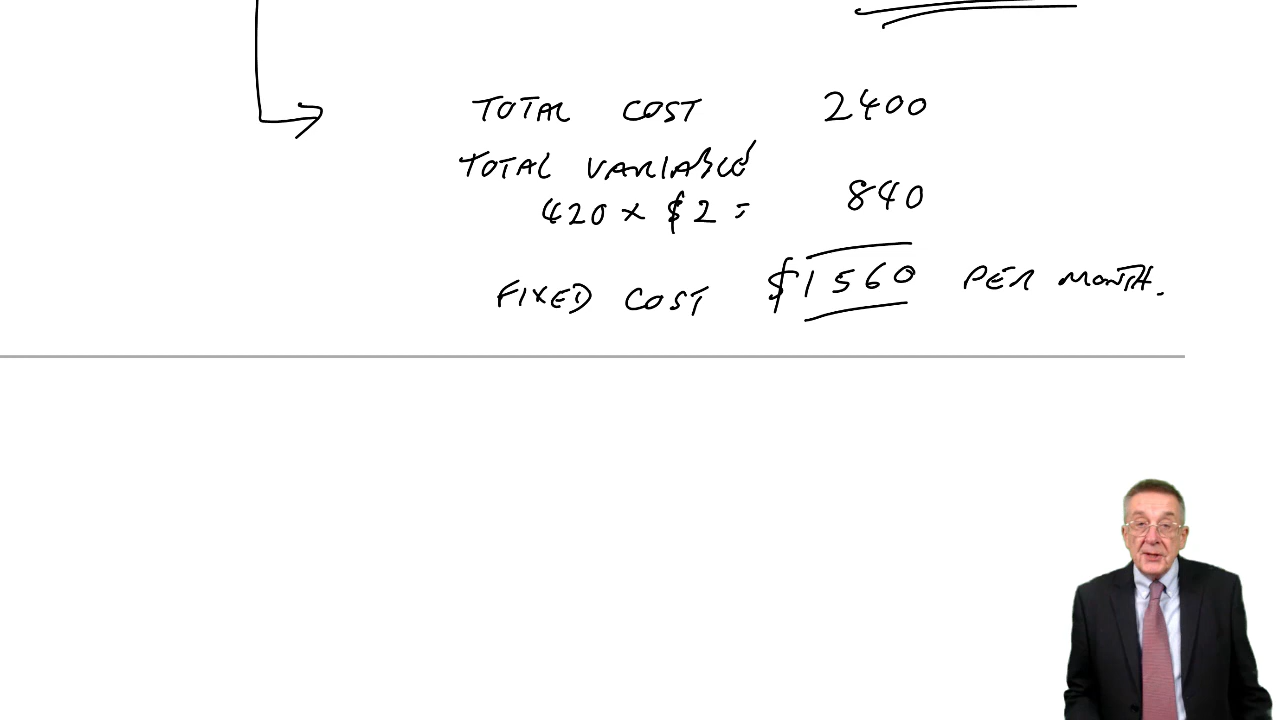 TOTAL COST 2400
TOTAL VARIABLE
420 x $2 = 840
FIXED COST $1560 PER MONTH.